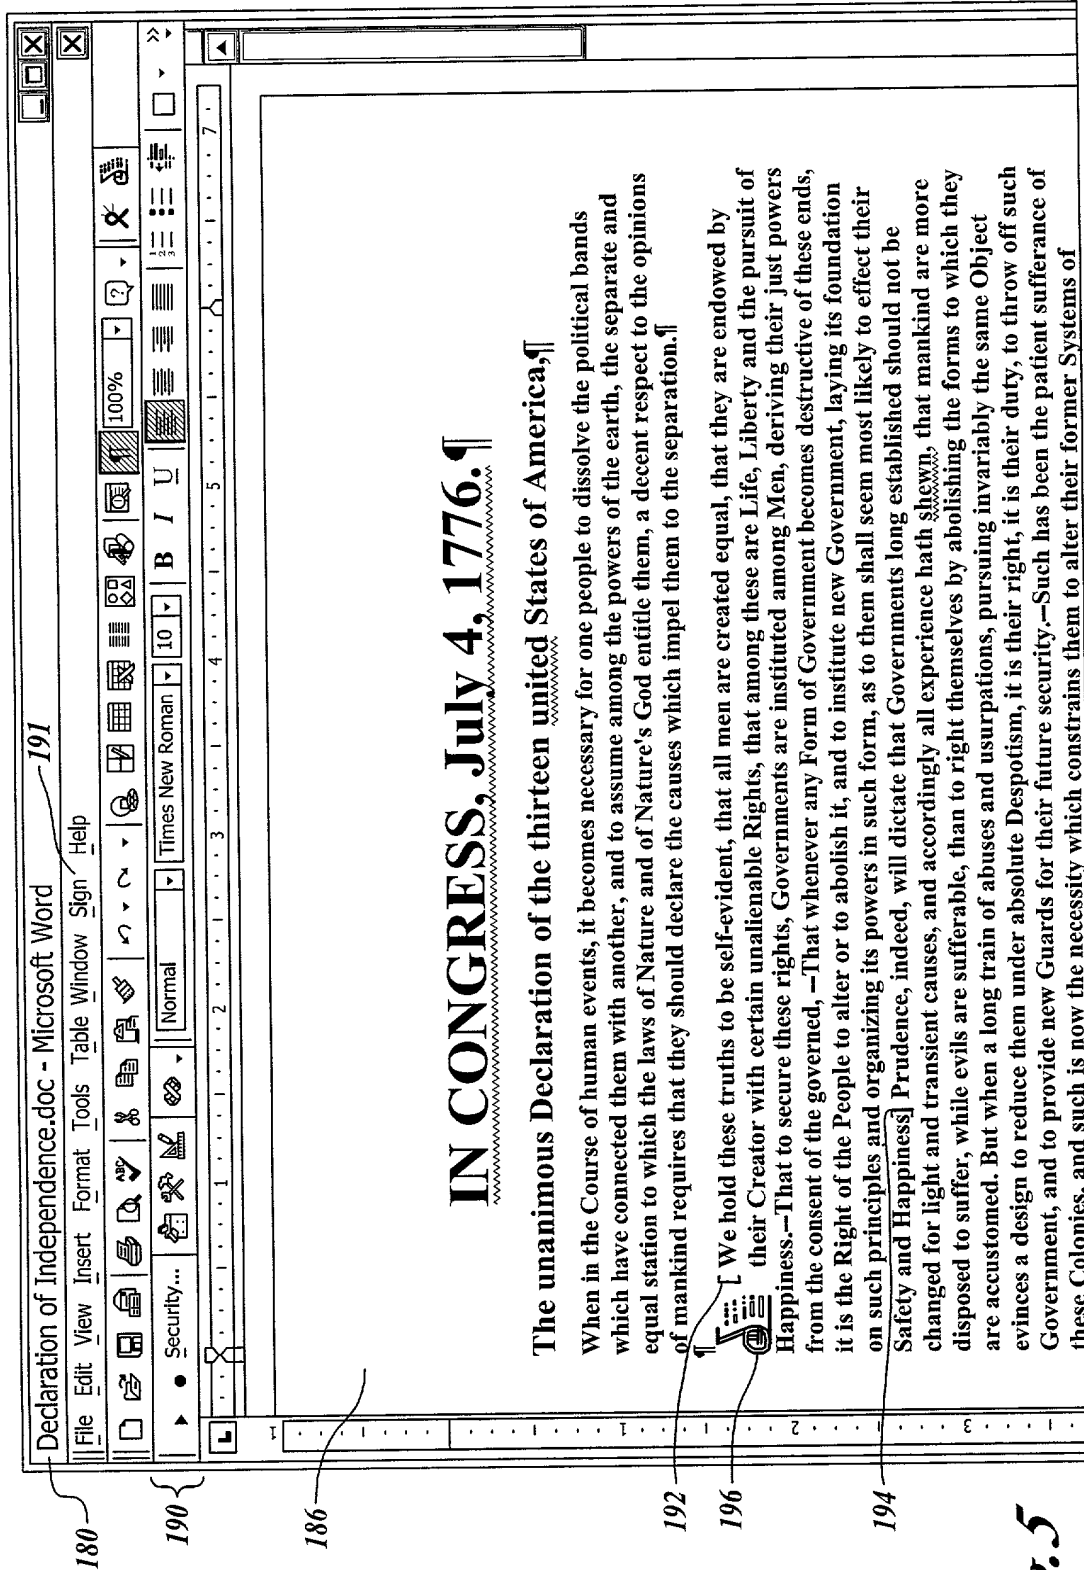 Declaration of Independence.doc - Microsoft Word
191
File Edit View Insert Format Tools Table Window Sign Help
ABC
100%
?
Security...
Normal
Times New Roman
10
B I U
1
2
3
L
1 2 3 4 5 7
180
190
186
1
1
2
3
IN CONGRESS, July 4, 1776.¶
The unanimous Declaration of the thirteen united States of America,¶
When in the Course of human events, it becomes necessary for one people to dissolve the political bands
which have connected them with another, and to assume among the powers of the earth, the separate and
equal station to which the laws of Nature and of Nature's God entitle them, a decent respect to the opinions
of mankind requires that they should declare the causes which impel them to the separation.¶
192
¶
[ We hold these truths to be self-evident, that all men are created equal, that they are endowed by
196
their Creator with certain unalienable Rights, that among these are Life, Liberty and the pursuit of
Happiness.—That to secure these rights, Governments are instituted among Men, deriving their just powers
from the consent of the governed, —That whenever any Form of Government becomes destructive of these ends,
it is the Right of the People to alter or to abolish it, and to institute new Government, laying its foundation
on such principles and organizing its powers in such form, as to them shall seem most likely to effect their
194
Safety and Happiness] Prudence, indeed, will dictate that Governments long established should not be
changed for light and transient causes, and accordingly all experience hath shewn, that mankind are more
disposed to suffer, while evils are sufferable, than to right themselves by abolishing the forms to which they
are accustomed. But when a long train of abuses and usurpations, pursuing invariably the same Object
evinces a design to reduce them under absolute Despotism, it is their right, it is their duty, to throw off such
Government, and to provide new Guards for their future security.—Such has been the patient sufferance of
these Colonies, and such is now the necessity which constrains them to alter their former Systems of
.5